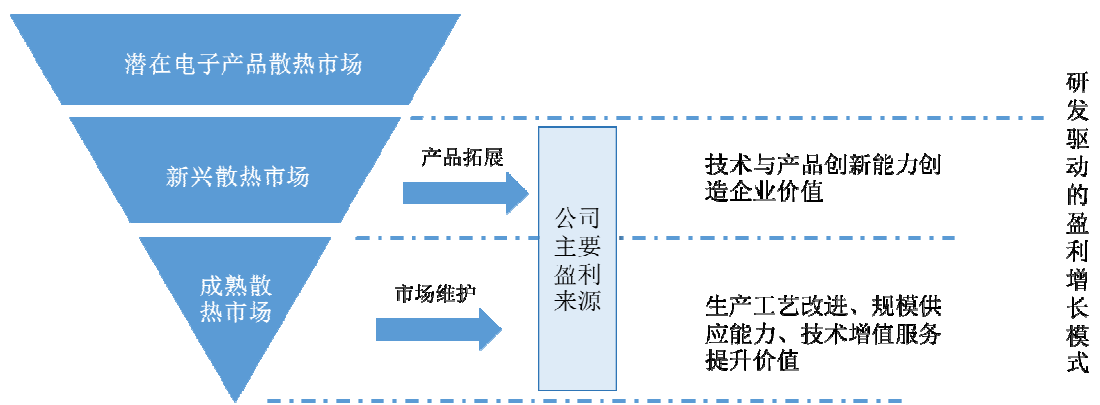 潜在电子产品散热市场
新兴散热市场
产品拓展
技术与产品创新能力创
造企业价值
成熟散
热市场
市场维护
公司
主要
盈利
来源
生产工艺改进、规模供
应能力、技术增值服务
提升价值
研发驱动的盈利增长模式